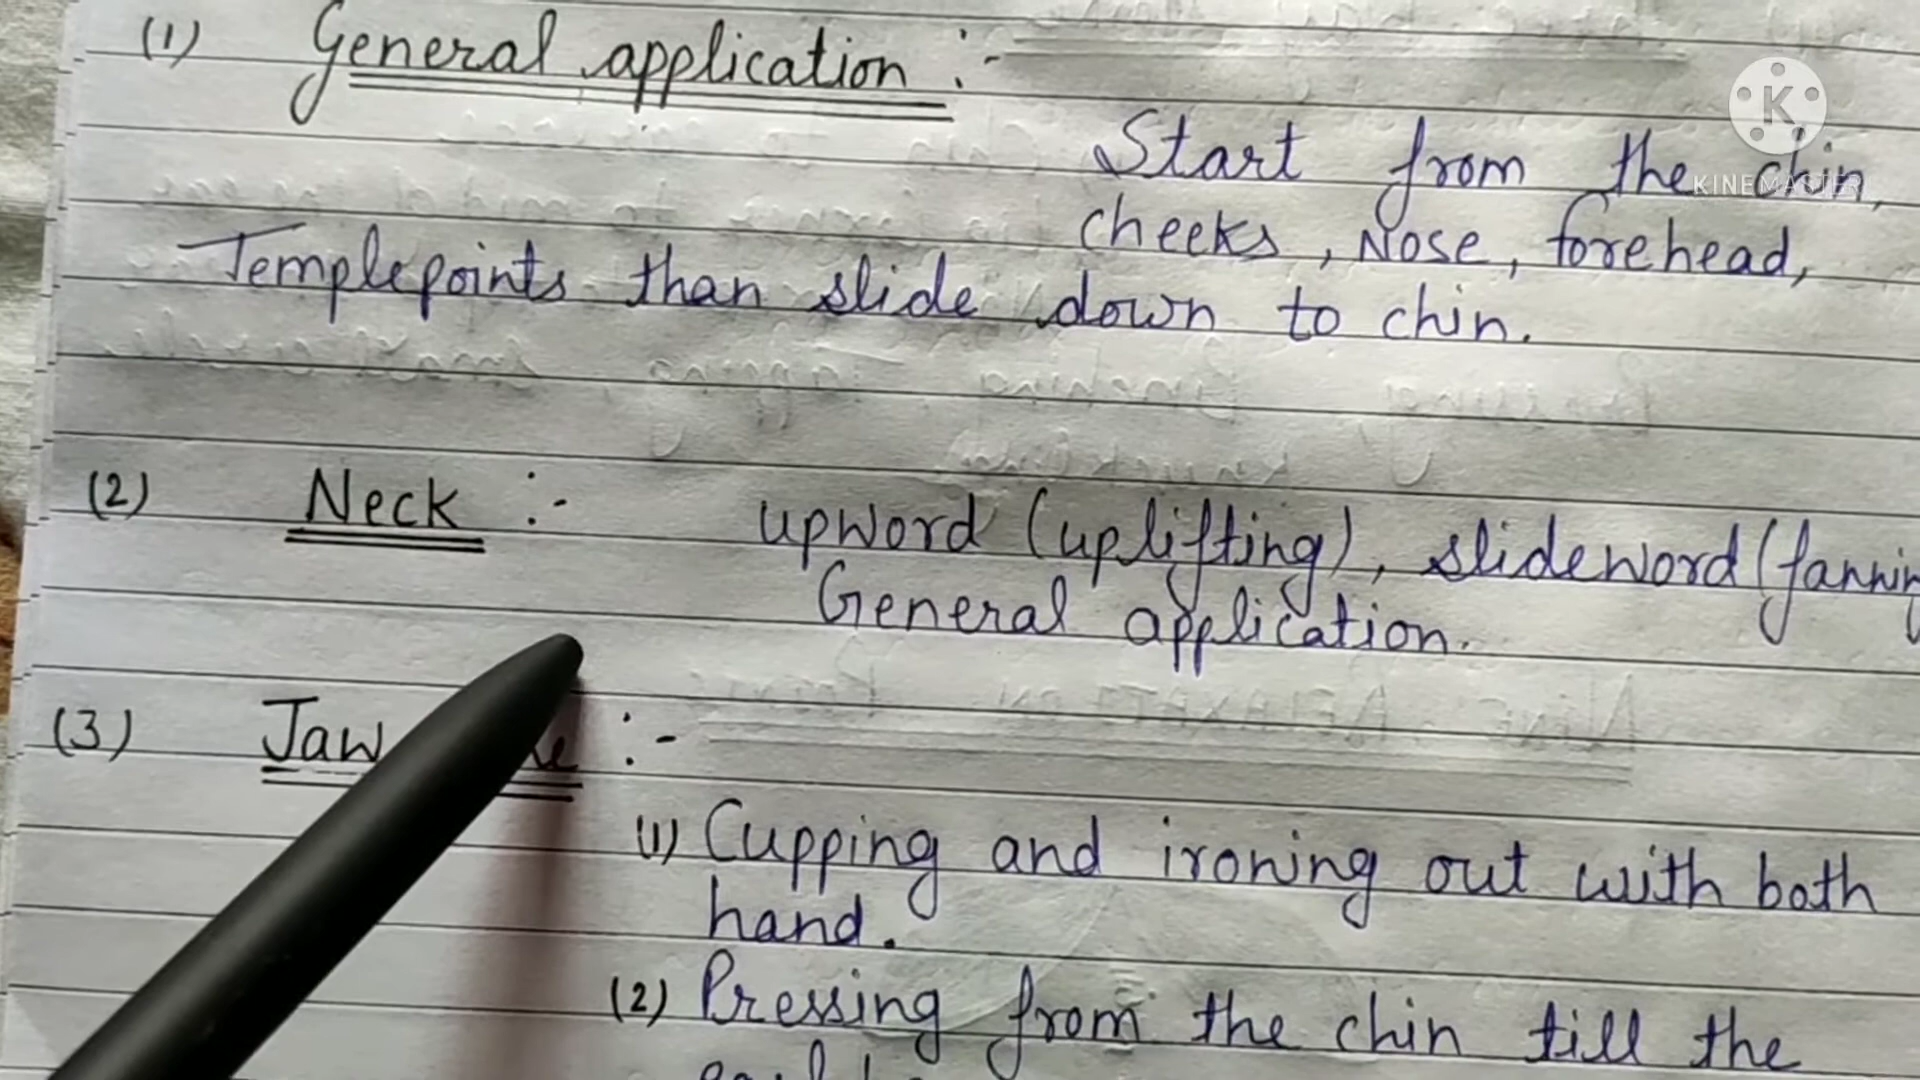 (1) General application :-
Start from the chin,
cheeks, Nose, forehead,
Templepoints than slide down to chin.
(2) Neck :- upword (uplifting), slideword (fanning
General application.
(3) Jaw :-
(1) Cupping and ironing out with both
hand.
(2) Pressing from the chin till the
K
KINEMASTER